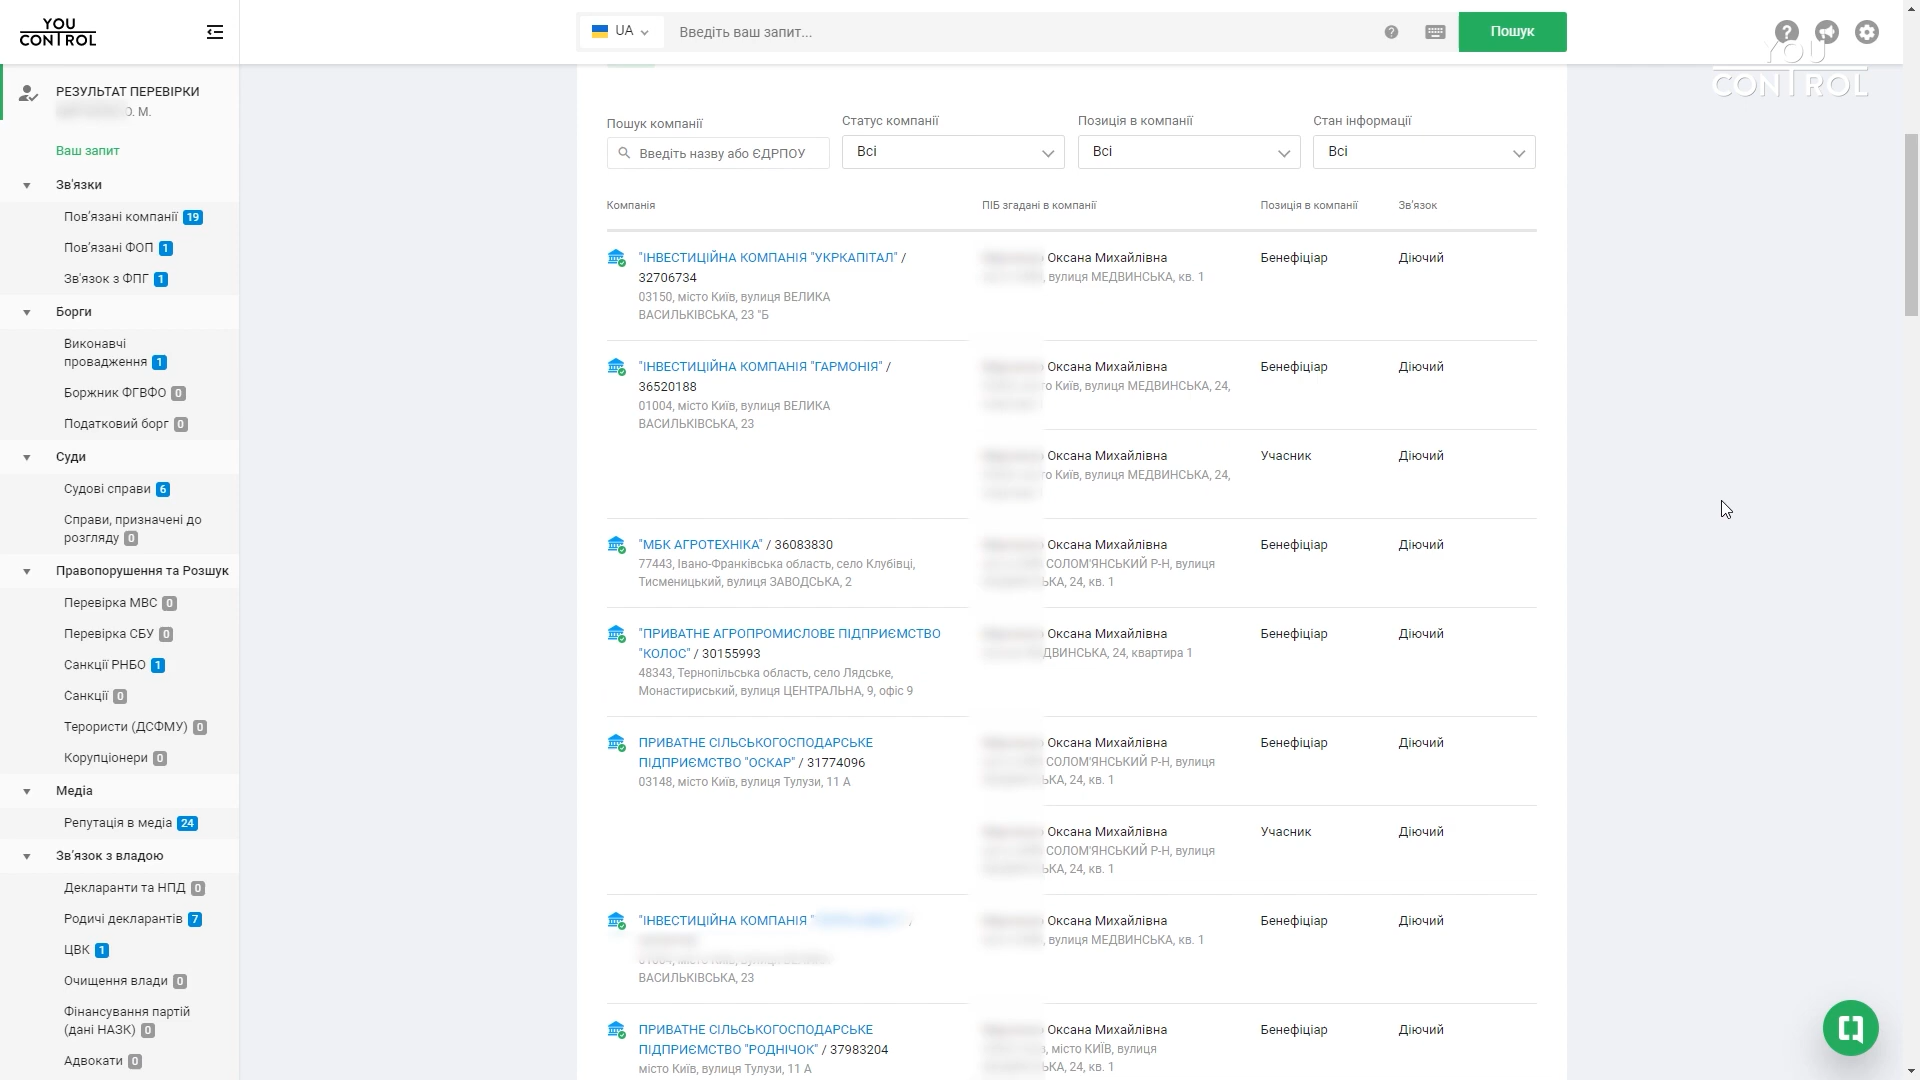 YOU
CONTROL
UA
Введіть ваш запит...
Пошук
YOU
CONTROL
РЕЗУЛЬТАТ ПЕРЕВІРКИ
О. М.
Ваш запит
Зв'язки
Пов'язані компанії 19
Пов'язані ФОП 1
Зв'язок з ФПГ 1
Борги
Виконавчі
провадження 1
Боржник ФГВФО 0
Податковий борг 0
Суди
Судові справи 6
Справи, призначені до
розгляду 0
Правопорушення та Розшук
Перевірка МВС 0
Перевірка СБУ 0
Санкції РНБО 1
Санкції 0
Терористи (ДСФМУ) 0
Корупціонери 0
Медіа
Репутація в медіа 24
Зв'язок з владою
Декларанти та НПД 0
Родичі декларантів 7
ЦВК 1
Очищення влади 0
Фінансування партій
(дані НАЗК) 0
Адвокати 0
Пошук компанії
Введіть назву або ЄДРПОУ
Статус компанії
Всі
Позиція в компанії
Всі
Стан інформації
Всі
Компанія
ПІБ згадані в компанії
Позиція в компанії
Зв'язок
"ІНВЕСТИЦІЙНА КОМПАНІЯ "УКРКАПІТАЛ" /
32706734
03150, місто Київ, вулиця ВЕЛИКА
ВАСИЛЬКІВСЬКА, 23 "Б
Оксана Михайлівна
, вулиця МЕДВИНСЬКА, кв. 1
Бенефіціар
Діючий
"ІНВЕСТИЦІЙНА КОМПАНІЯ "ГАРМОНІЯ" /
36520188
01004, місто Київ, вулиця ВЕЛИКА
ВАСИЛЬКІВСЬКА, 23
Оксана Михайлівна
о Київ, вулиця МЕДВИНСЬКА, 24,
Бенефіціар
Діючий
Оксана Михайлівна
о Київ, вулиця МЕДВИНСЬКА, 24,
Учасник
Діючий
"МБК АГРОТЕХНІКА" / 36083830
77443, Івано-Франківська область, село Клубівці,
Тисменицький, вулиця ЗАВОДСЬКА, 2
Оксана Михайлівна
СОЛОМ'ЯНСЬКИЙ Р-Н, вулиця
ЬКА, 24, кв. 1
Бенефіціар
Діючий
"ПРИВАТНЕ АГРОПРОМИСЛОВЕ ПІДПРИЄМСТВО
"КОЛОС" / 30155993
48343, Тернопільська область, село Лядське,
Монастириський, вулиця ЦЕНТРАЛЬНА, 9, офіс 9
Оксана Михайлівна
ДВИНСЬКА, 24, квартира 1
Бенефіціар
Діючий
ПРИВАТНЕ СІЛЬСЬКОГОСПОДАРСЬКЕ
ПІДПРИЄМСТВО "ОСКАР" / 31774096
03148, місто Київ, вулиця Тулузи, 11 А
Оксана Михайлівна
СОЛОМ'ЯНСЬКИЙ Р-Н, вулиця
ЬКА, 24, кв. 1
Бенефіціар
Діючий
Оксана Михайлівна
СОЛОМ'ЯНСЬКИЙ Р-Н, вулиця
ЬКА, 24, кв. 1
Учасник
Діючий
"ІНВЕСТИЦІЙНА КОМПАНІЯ "
ВАСИЛЬКІВСЬКА, 23
Оксана Михайлівна
, вулиця МЕДВИНСЬКА, кв. 1
Бенефіціар
Діючий
ПРИВАТНЕ СІЛЬСЬКОГОСПОДАРСЬКЕ
ПІДПРИЄМСТВО "РОДНІЧОК" / 37983204
місто Київ, вулиця Тулузи, 11 А
Оксана Михайлівна
, місто КИЇВ, вулиця
ЬКА, 24, кв. 1
Бенефіціар
Діючий